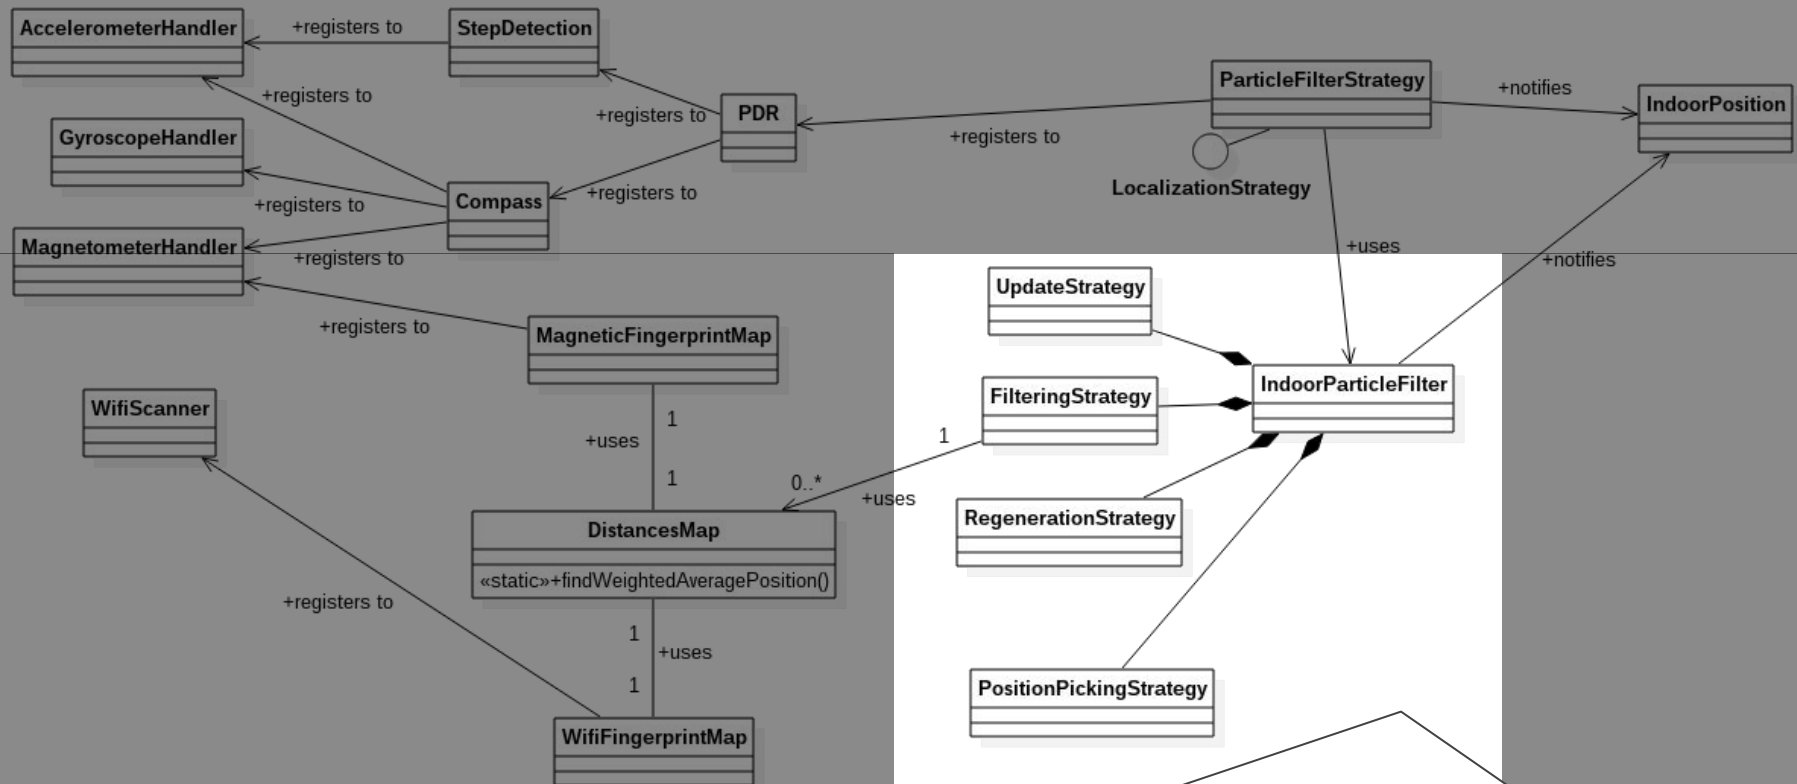 AccelerometerHandler
+registers to
StepDetection
+registers to
GyroscopeHandler
+registers to
PDR
+registers to
ParticleFilterStrategy
+notifies
IndoorPosition
+registers to
LocalizationStrategy
Compass
+registers to
MagnetometerHandler
+registers to
+uses
+notifies
+registers to
MagneticFingerprintMap
UpdateStrategy
IndoorParticleFilter
FilteringStrategy
WifiScanner
1
+uses
1
1
0..*
+uses
RegenerationStrategy
DistancesMap
«static»+findWeightedAveragePosition()
+registers to
1
+uses
1
PositionPickingStrategy
WifiFingerprintMap